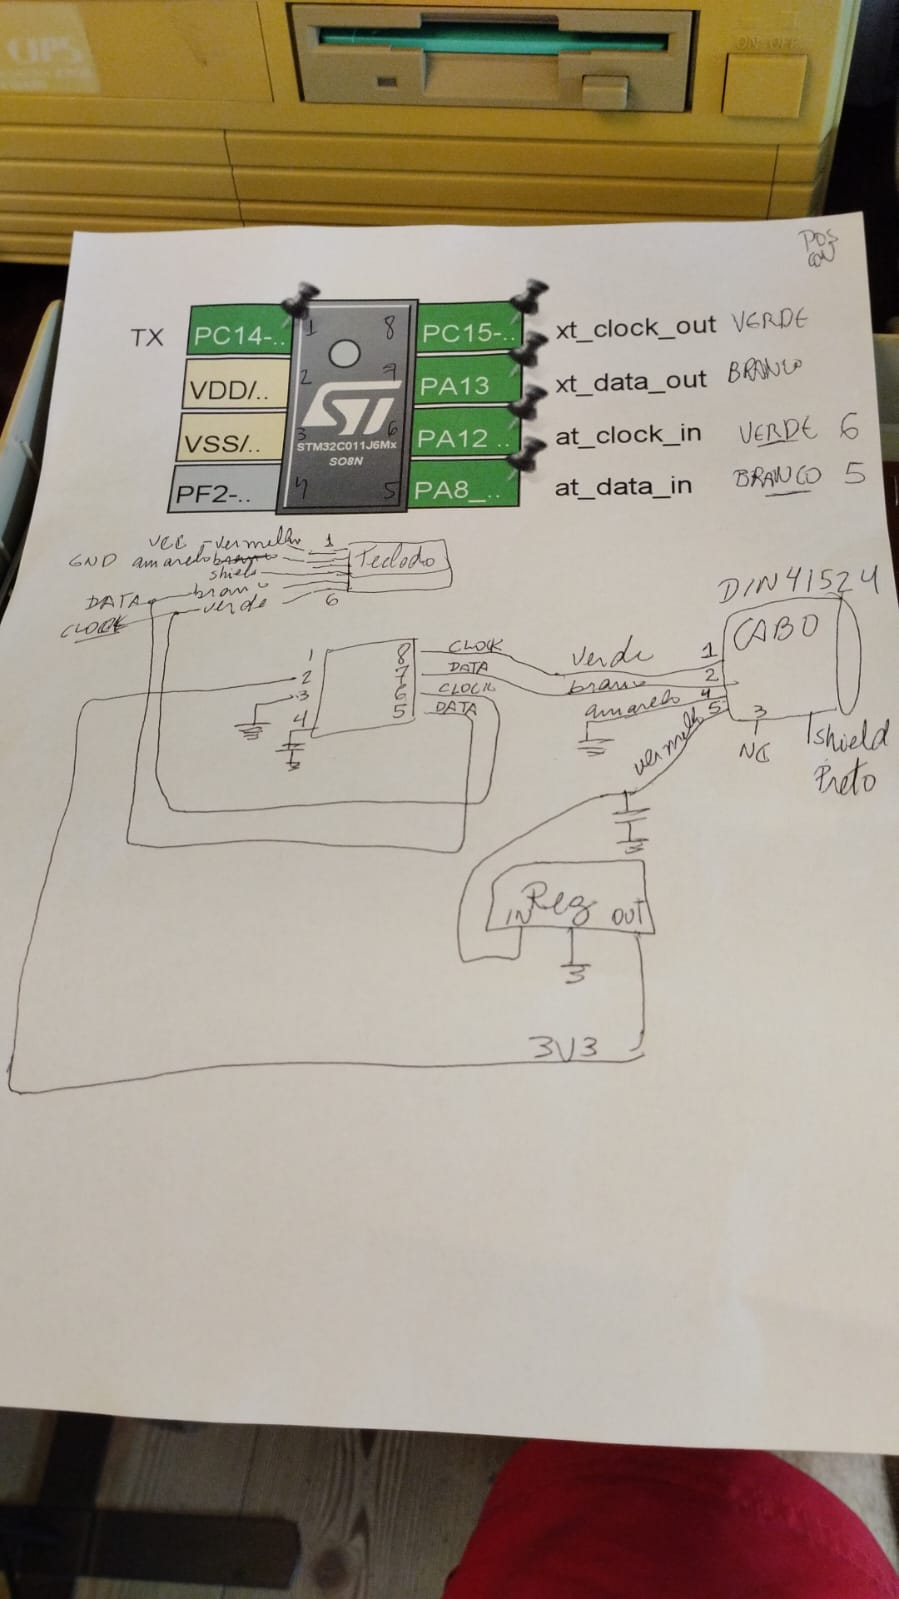 ON OFF
POS
TX PC14-.. 1 8 PC15-.. xt_clock_out VERDE
VDD/.. 2 7 PA13 xt_data_out BRANCO
VSS/.. 3 6 PA12 .. at_clock_in VERDE 6
STM32C011J6Mx
SO8N
PF2-.. 4 5 PA8_.. at_data_in BRANCO 5
VCC - vermelho 1
GND amarelo
shield
Teclado
DATA branco
CLOCK verde 6
DIN41524
CABO
1 8 CLOCK verde 1
2 7 DATA branco 2
3 6 CLOCK amarelo 4
4 5 DATA vermelho 5
3
NC
shield
Preto
Reg
IN OUT
3V3